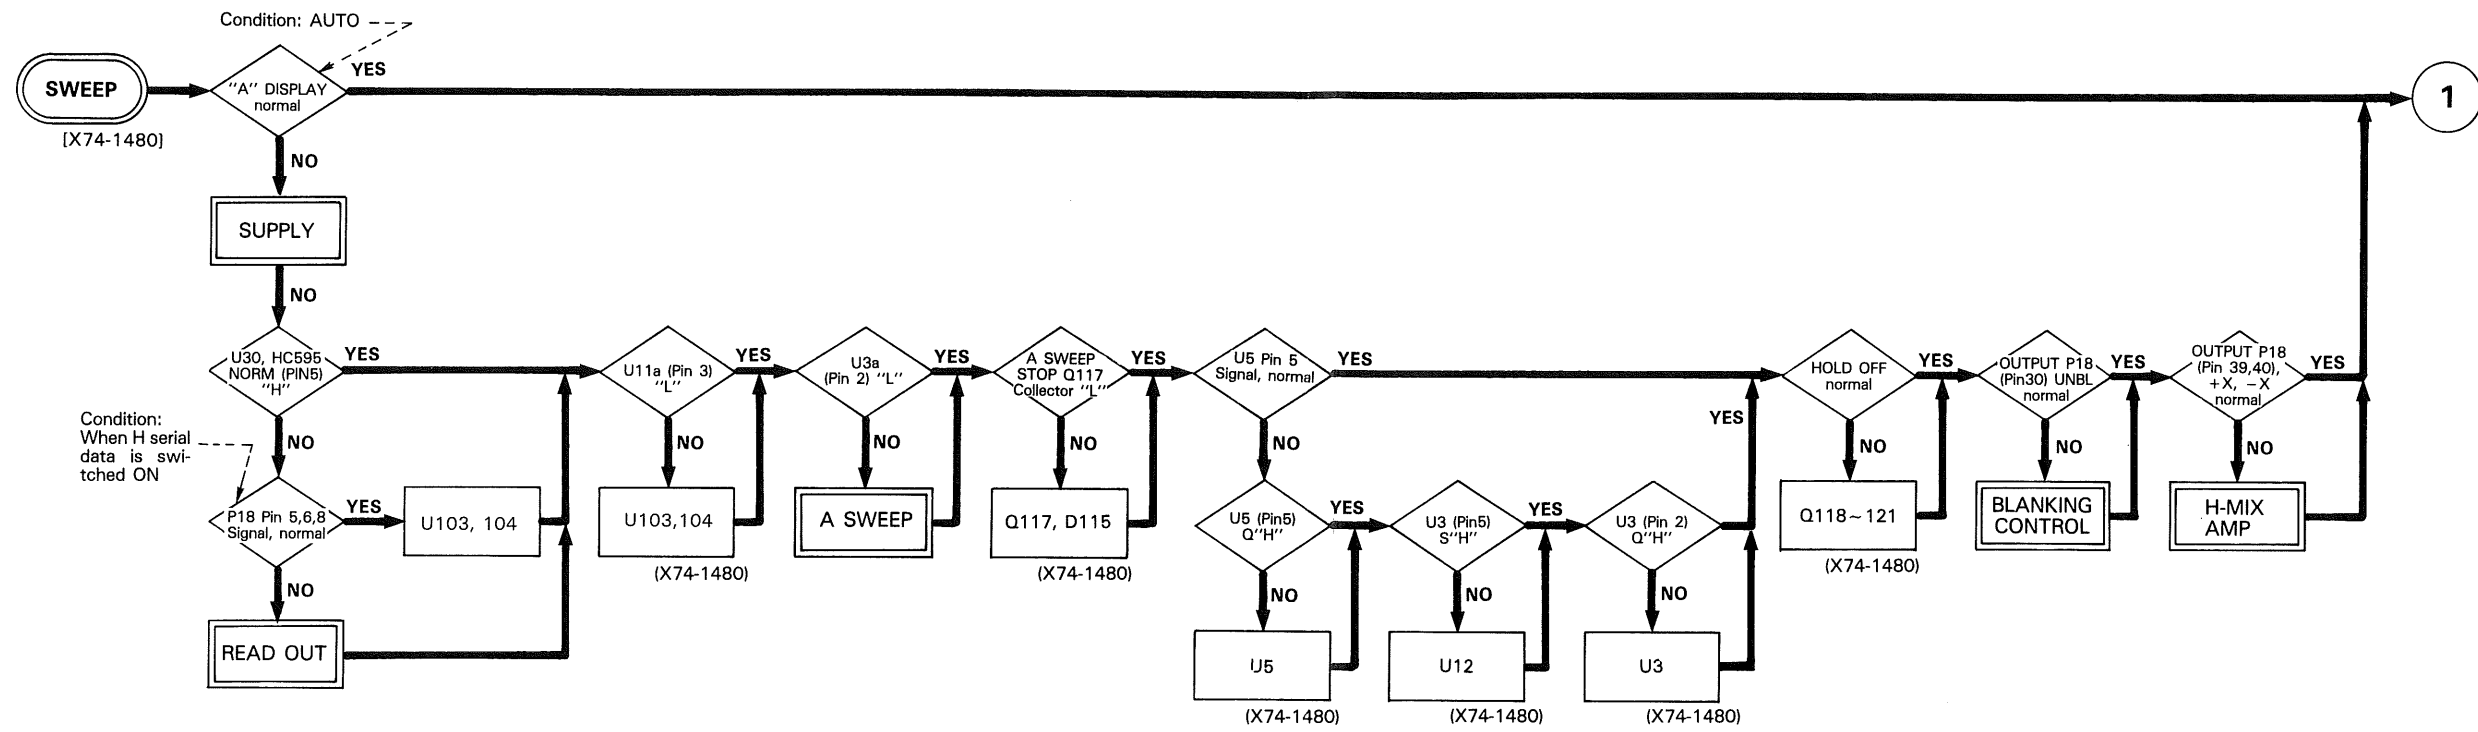 Condition: AUTO
SWEEP
[X74-1480]
"A" DISPLAY
normal
YES
1
NO
SUPPLY
NO
U30, HC595
NORM (PIN5)
"H"
YES
NO
Condition:
When H serial
data is swi-
tched ON
P18 Pin 5,6,8
Signal, normal
YES
U103, 104
NO
READ OUT
U11a (Pin 3)
"L"
YES
NO
U103,104
(X74-1480)
U3a
(Pin 2) "L"
YES
NO
A SWEEP
A SWEEP
STOP Q117
Collector "L"
YES
NO
Q117, D115
(X74-1480)
U5 Pin 5
Signal, normal
YES
NO
U5 (Pin5)
Q"H"
YES
NO
U5
(X74-1480)
U3 (Pin5)
S"H"
YES
NO
U12
(X74-1480)
U3 (Pin 2)
Q"H"
YES
NO
U3
(X74-1480)
HOLD OFF
normal
YES
NO
Q118~121
(X74-1480)
OUTPUT P18
(Pin30) UNBL
normal
YES
NO
BLANKING
CONTROL
OUTPUT P18
(Pin 39,40),
+X, −X
normal
YES
NO
H-MIX
AMP